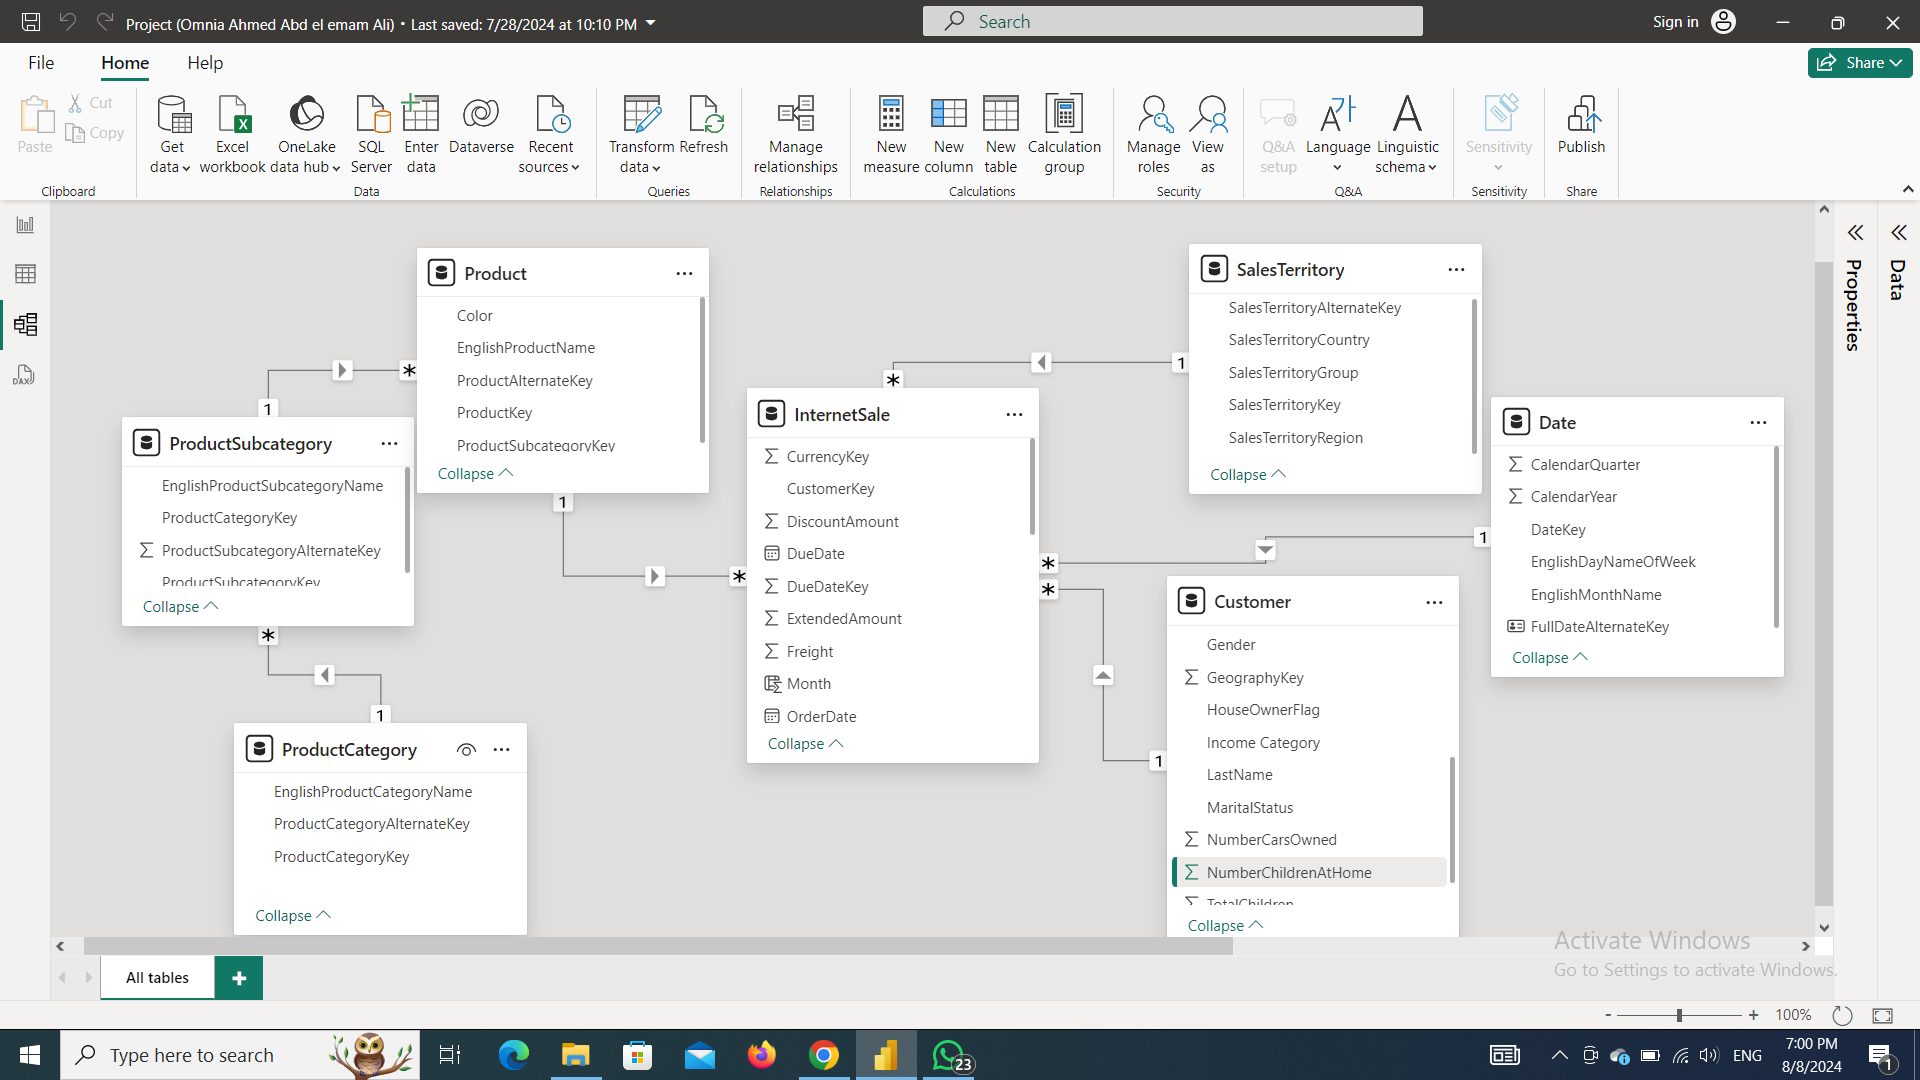 Project (Omnia Ahmed Abd el emam Ali) • Last saved: 7/28/2024 at 10:10 PM
Search
Sign in
File
Home
Help
Share
Paste
Cut
Copy
Clipboard
Get data
Excel workbook
OneLake data hub
SQL Server
Enter data
Dataverse
Recent sources
Data
Transform data
Refresh
Queries
Manage relationships
Relationships
New measure
New column
New table
Calculation group
Calculations
Manage roles
View as
Security
Q&A setup
Language
Linguistic schema
Q&A
Sensitivity
Sensitivity
Publish
Share
DAX
Product
Color
EnglishProductName
ProductAlternateKey
ProductKey
ProductSubcategoryKey
Collapse
SalesTerritory
SalesTerritoryAlternateKey
SalesTerritoryCountry
SalesTerritoryGroup
SalesTerritoryKey
SalesTerritoryRegion
Collapse
ProductSubcategory
EnglishProductSubcategoryName
ProductCategoryKey
∑ ProductSubcategoryAlternateKey
ProductSubcategoryKey
Collapse
InternetSale
∑ CurrencyKey
CustomerKey
∑ DiscountAmount
DueDate
∑ DueDateKey
∑ ExtendedAmount
∑ Freight
Month
OrderDate
Collapse
Date
∑ CalendarQuarter
∑ CalendarYear
DateKey
EnglishDayNameOfWeek
EnglishMonthName
FullDateAlternateKey
Collapse
Customer
Gender
∑ GeographyKey
HouseOwnerFlag
Income Category
LastName
MaritalStatus
∑ NumberCarsOwned
∑ NumberChildrenAtHome
∑ TotalChildren
Collapse
ProductCategory
EnglishProductCategoryName
ProductCategoryAlternateKey
ProductCategoryKey
Collapse
1
*
1
*
*
1
*
1
*
1
*
1
Properties
Data
Activate Windows
Go to Settings to activate Windows.
All tables
+
- + 100%
Type here to search
23
ENG
7:00 PM
8/8/2024
1